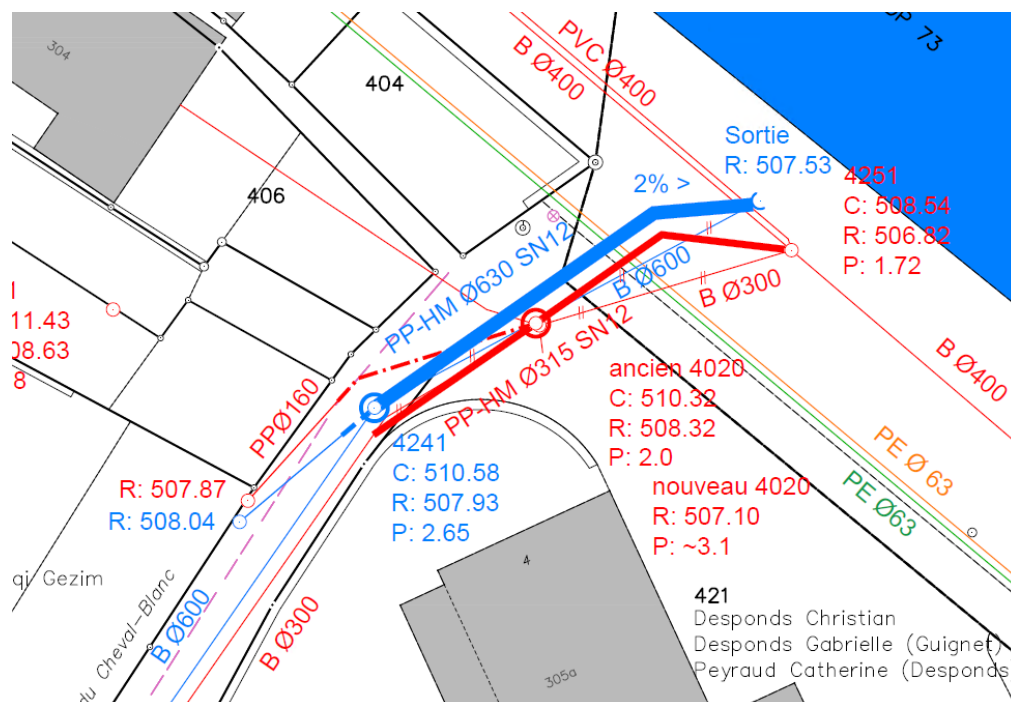 304
404
406
PVC Ø400
B Ø400
73
Sortie
R: 507.53
2% >
4251
C: 508.54
R: 506.82
P: 1.72
PP-HM Ø630 SN12
B Ø600
B Ø300
PP-HM Ø315 SN12
B Ø400
11.43
08.63
8
PPØ160
ancien 4020
C: 510.32
R: 508.32
P: 2.0
nouveau 4020
R: 507.10
P: ~3.1
4241
C: 510.58
R: 507.93
P: 2.65
R: 507.87
R: 508.04
PE Ø 63
PE Ø63
qi Gezim
du Cheval-Blanc
B Ø600
B Ø300
4
305a
421
Desponds Christian
Desponds Gabrielle (Guignet)
Peyraud Catherine (Desponds